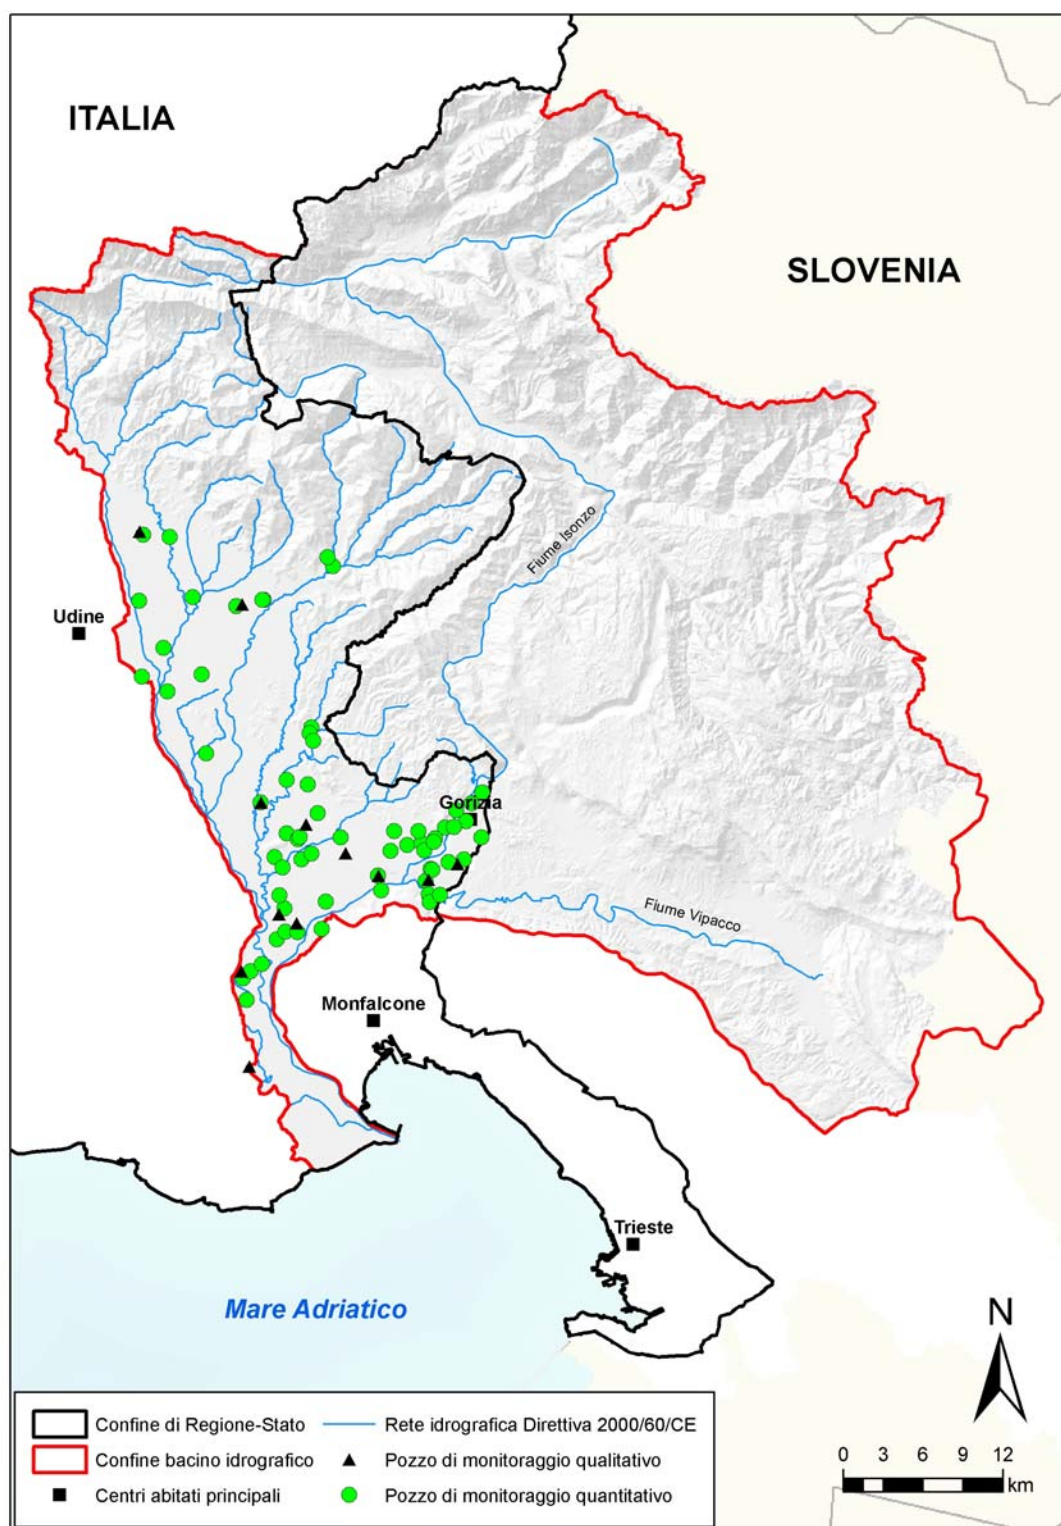 ITALIA
SLOVENIA
Fiume Isonzo
Udine
Gorizia
Fiume Vipacco
Monfalcone
Trieste
Mare Adriatico
N
Confine di Regione-Stato
Rete idrografica Direttiva 2000/60/CE
Confine bacino idrografico
Pozzo di monitoraggio qualitativo
Centri abitati principali
Pozzo di monitoraggio quantitativo
0 3 6 9 12
km